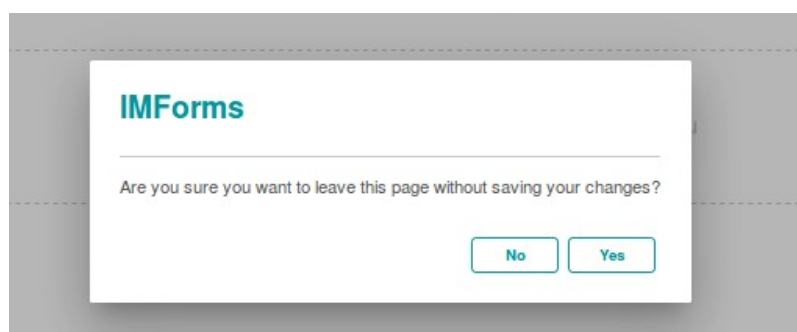 IMForms
Are you sure you want to leave this page without saving your changes?
No Yes